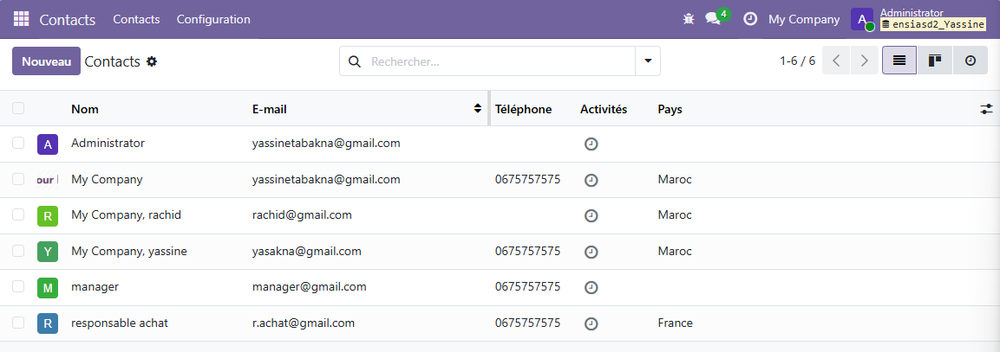 Contacts Contacts Configuration 4 My Company A Administrator
ensiasd2_Yassine
Nouveau Contacts Rechercher... 1-6 / 6
Nom E-mail Téléphone Activités Pays
A Administrator yassinetabakna@gmail.com
our My Company yassinetabakna@gmail.com 0675757575 Maroc
R My Company, rachid rachid@gmail.com Maroc
Y My Company, yassine yasakna@gmail.com 0675757575 Maroc
M manager manager@gmail.com 0675757575
R responsable achat r.achat@gmail.com 0675757575 France